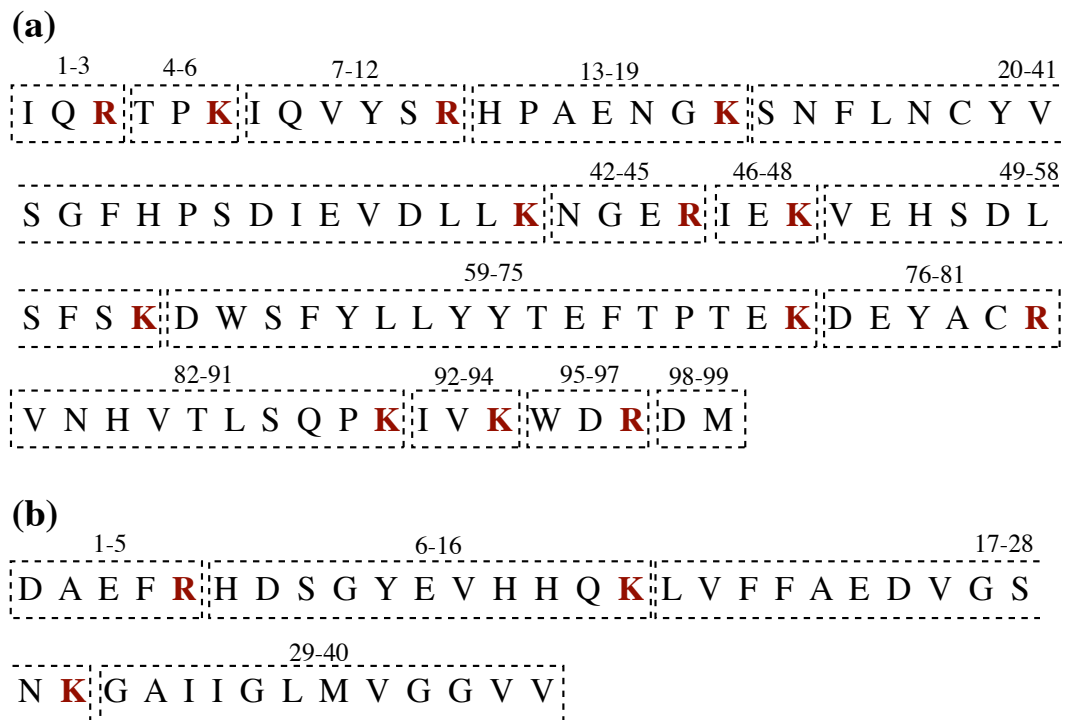 (a)
1-3 4-6 7-12 13-19 20-41
I Q R T P K I Q V Y S R H P A E N G K S N F L N C Y V
42-45 46-48 49-58
S G F H P S D I E V D L L K N G E R I E K V E H S D L
59-75 76-81
S F S K D W S F Y L L Y Y T E F T P T E K D E Y A C R
82-91 92-94 95-97 98-99
V N H V T L S Q P K I V K W D R D M
(b)
1-5 6-16 17-28
D A E F R H D S G Y E V H H Q K L V F F A E D V G S
29-40
N K G A I I G L M V G G V V